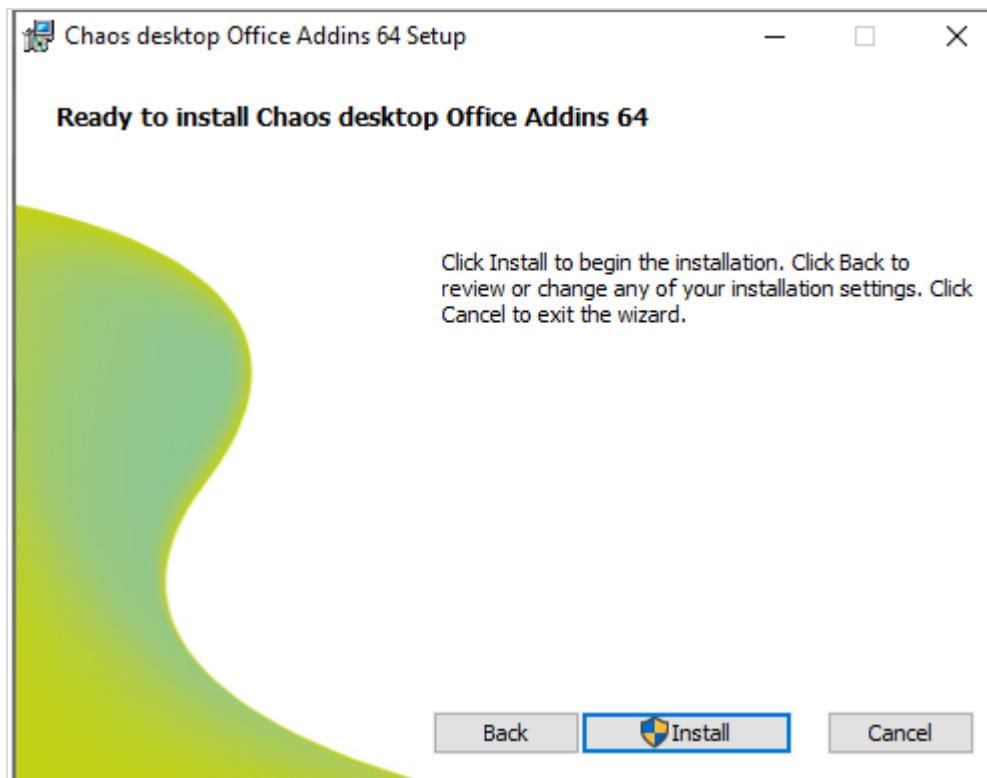 Chaos desktop Office Addins 64 Setup
Ready to install Chaos desktop Office Addins 64
Click Install to begin the installation. Click Back to
review or change any of your installation settings. Click
Cancel to exit the wizard.
Back Install Cancel